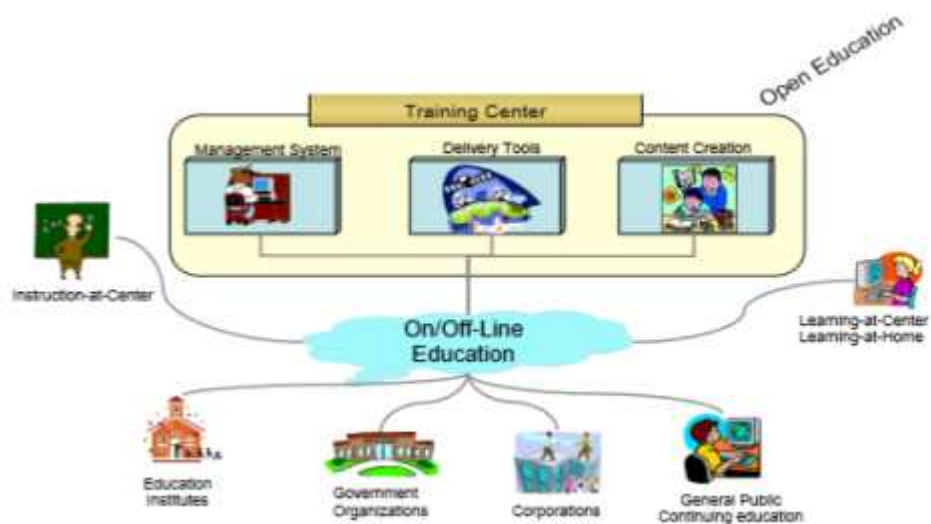 Open Education
Training Center
Management System
Delivery Tools
Content Creation
Instruction-at-Center
On/Off-Line
Education
Learning-at-Center
Learning-at-Home
Education
Institutes
Government
Organizations
Corporations
General Public
Continuing education